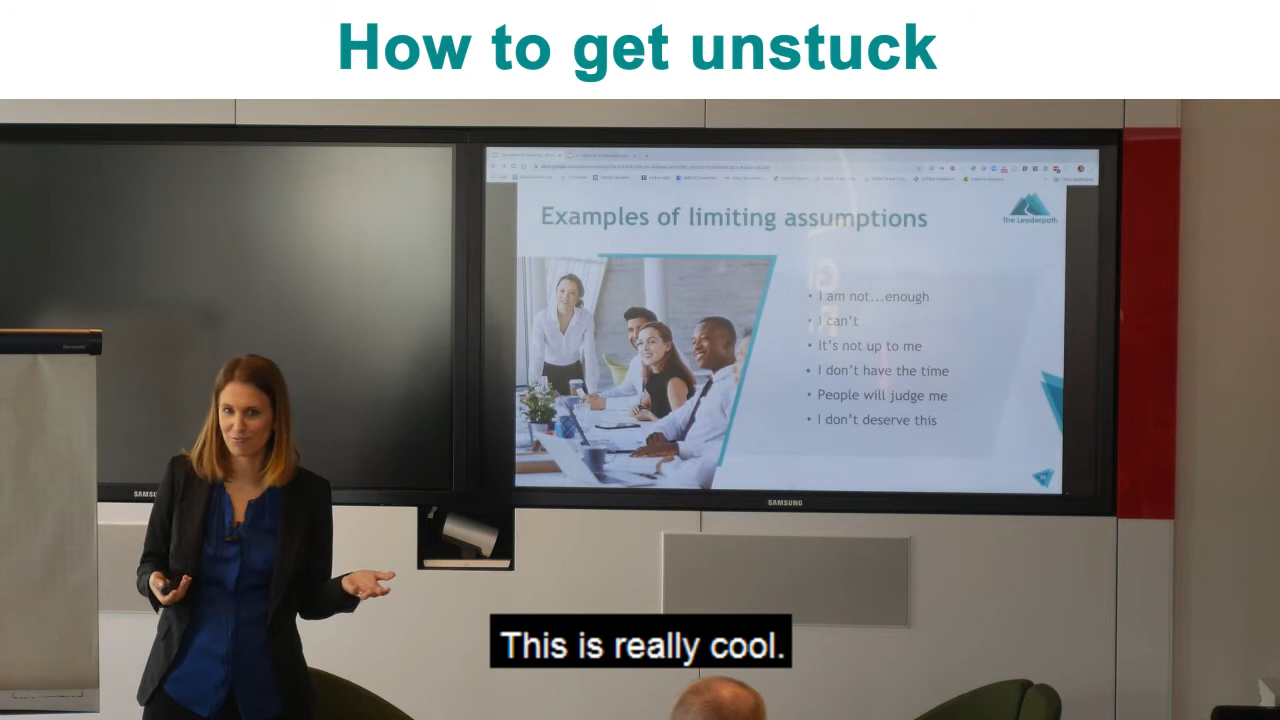 How to get unstuck
Examples of limiting assumptions
The Leaderpath
• I am not...enough
• I can't
• It's not up to me
• I don't have the time
• People will judge me
• I don't deserve this
SAMSUNG
SAMSU
This is really cool.